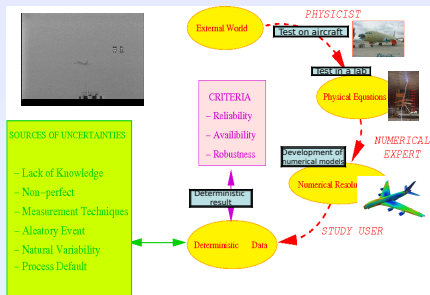 PHYSICIST
External World
Test on aircraft
Test in a lab
CRITERIA
– Reliability
– Availibility
– Robustness
Physical Equations
SOURCES OF UNCERTAINTIES
– Lack of Knowledge
– Non–perfect
– Measurement Techniques
– Aleatory Event
– Natural Variability
– Process Default
NUMERICAL
EXPERT
Development of
numerical models
Numerical Resolu
Deterministic
result
STUDY USER
Deterministic Data